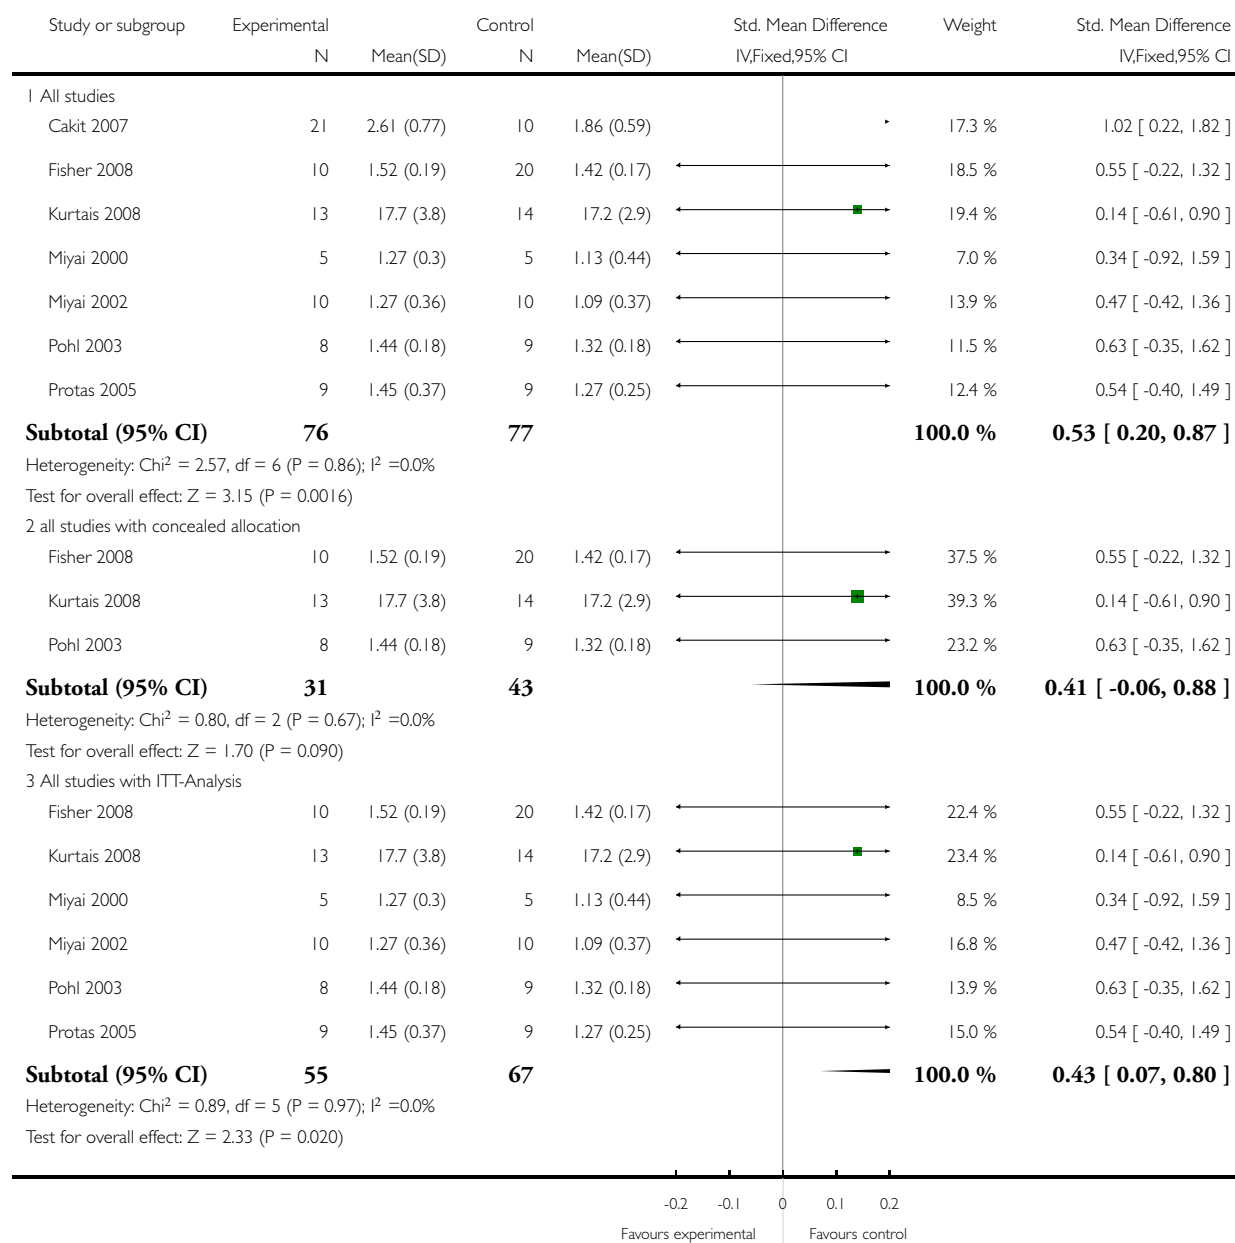 Study or subgroup Experimental Control Std. Mean Difference Weight Std. Mean Difference
N Mean(SD) N Mean(SD) IV,Fixed,95% CI IV,Fixed,95% CI
1 All studies
Cakit 2007 21 2.61 (0.77) 10 1.86 (0.59) 17.3 % 1.02 [ 0.22, 1.82 ]
Fisher 2008 10 1.52 (0.19) 20 1.42 (0.17) 18.5 % 0.55 [ -0.22, 1.32 ]
Kurtais 2008 13 17.7 (3.8) 14 17.2 (2.9) 19.4 % 0.14 [ -0.61, 0.90 ]
Miyai 2000 5 1.27 (0.3) 5 1.13 (0.44) 7.0 % 0.34 [ -0.92, 1.59 ]
Miyai 2002 10 1.27 (0.36) 10 1.09 (0.37) 13.9 % 0.47 [ -0.42, 1.36 ]
Pohl 2003 8 1.44 (0.18) 9 1.32 (0.18) 11.5 % 0.63 [ -0.35, 1.62 ]
Protas 2005 9 1.45 (0.37) 9 1.27 (0.25) 12.4 % 0.54 [ -0.40, 1.49 ]
Subtotal (95% CI) 76 77 100.0 % 0.53 [ 0.20, 0.87 ]
Heterogeneity: Chi² = 2.57, df = 6 (P = 0.86); I² =0.0%
Test for overall effect: Z = 3.15 (P = 0.0016)
2 all studies with concealed allocation
Fisher 2008 10 1.52 (0.19) 20 1.42 (0.17) 37.5 % 0.55 [ -0.22, 1.32 ]
Kurtais 2008 13 17.7 (3.8) 14 17.2 (2.9) 39.3 % 0.14 [ -0.61, 0.90 ]
Pohl 2003 8 1.44 (0.18) 9 1.32 (0.18) 23.2 % 0.63 [ -0.35, 1.62 ]
Subtotal (95% CI) 31 43 100.0 % 0.41 [ -0.06, 0.88 ]
Heterogeneity: Chi² = 0.80, df = 2 (P = 0.67); I² =0.0%
Test for overall effect: Z = 1.70 (P = 0.090)
3 All studies with ITT-Analysis
Fisher 2008 10 1.52 (0.19) 20 1.42 (0.17) 22.4 % 0.55 [ -0.22, 1.32 ]
Kurtais 2008 13 17.7 (3.8) 14 17.2 (2.9) 23.4 % 0.14 [ -0.61, 0.90 ]
Miyai 2000 5 1.27 (0.3) 5 1.13 (0.44) 8.5 % 0.34 [ -0.92, 1.59 ]
Miyai 2002 10 1.27 (0.36) 10 1.09 (0.37) 16.8 % 0.47 [ -0.42, 1.36 ]
Pohl 2003 8 1.44 (0.18) 9 1.32 (0.18) 13.9 % 0.63 [ -0.35, 1.62 ]
Protas 2005 9 1.45 (0.37) 9 1.27 (0.25) 15.0 % 0.54 [ -0.40, 1.49 ]
Subtotal (95% CI) 55 67 100.0 % 0.43 [ 0.07, 0.80 ]
Heterogeneity: Chi² = 0.89, df = 5 (P = 0.97); I² =0.0%
Test for overall effect: Z = 2.33 (P = 0.020)
-0.2 -0.1 0 0.1 0.2
Favours experimental Favours control